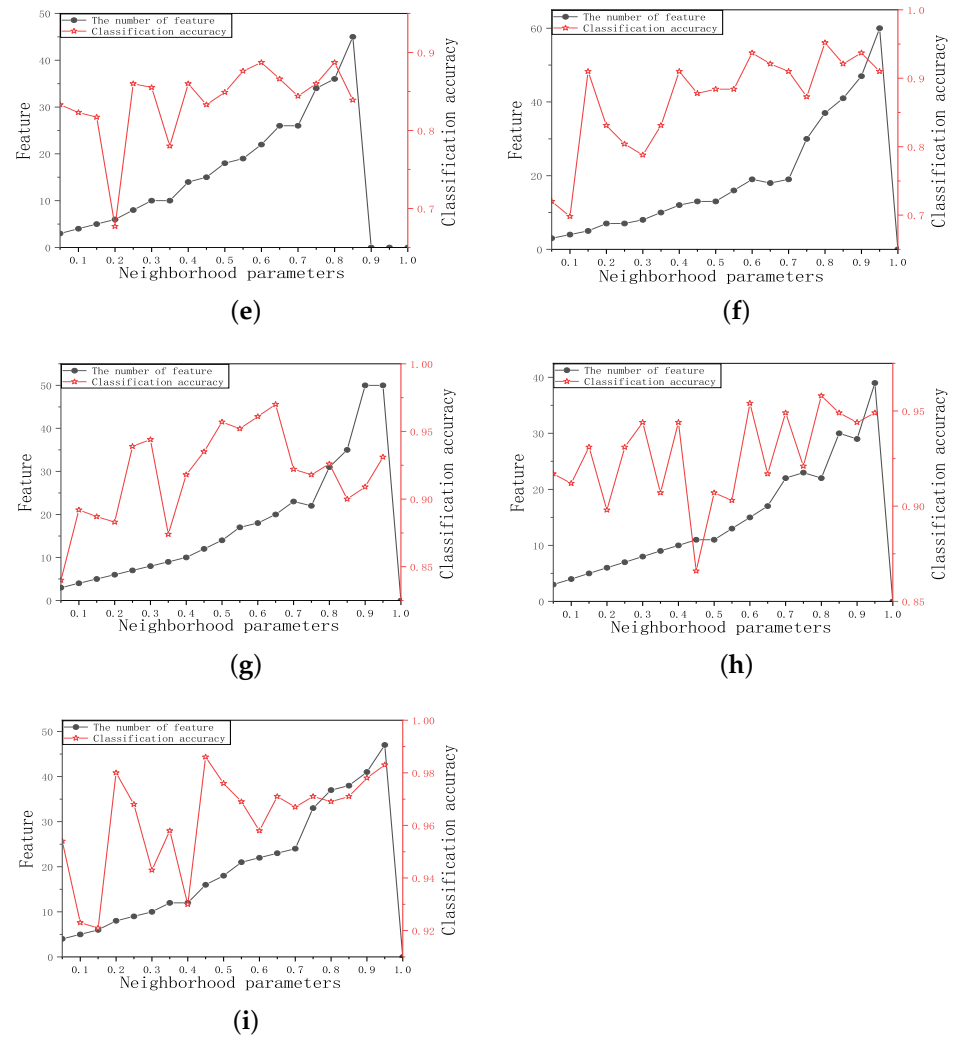 The number of feature
Classification accuracy
50
40
30
20
10
0
Feature
0.9
0.8
0.7
Classification accuracy
0.1 0.2 0.3 0.4 0.5 0.6 0.7 0.8 0.9 1.0
Neighborhood parameters
(e)
The number of feature
Classification accuracy
60
40
20
0
Feature
1.0
0.9
0.8
0.7
Classification accuracy
0.1 0.2 0.3 0.4 0.5 0.6 0.7 0.8 0.9 1.0
Neighborhood parameters
(f)
The number of feature
Classification accuracy
50
40
30
20
10
0
Feature
1.00
0.95
0.90
0.85
Classification accuracy
0.1 0.2 0.3 0.4 0.5 0.6 0.7 0.8 0.9 1.0
Neighborhood parameters
(g)
The number of feature
Classification accuracy
40
30
20
10
0
Feature
0.95
0.90
0.85
Classification accuracy
0.1 0.2 0.3 0.4 0.5 0.6 0.7 0.8 0.9 1.0
Neighborhood parameters
(h)
The number of feature
Classification accuracy
50
40
30
20
10
0
Feature
1.00
0.98
0.96
0.94
0.92
Classification accuracy
0.1 0.2 0.3 0.4 0.5 0.6 0.7 0.8 0.9 1.0
Neighborhood parameters
(i)